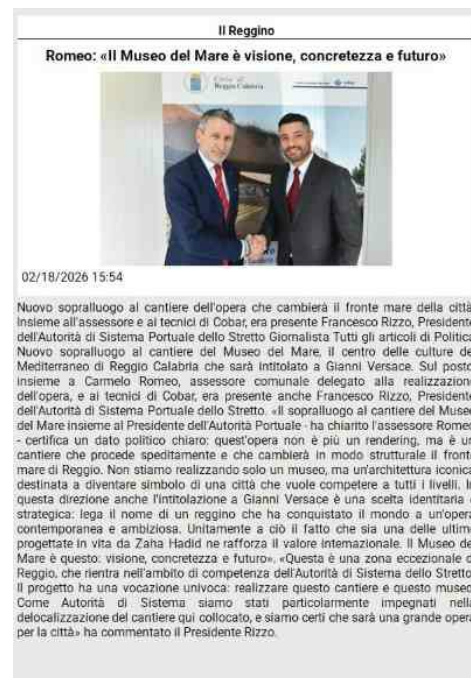 Il Reggino
Romeo: «Il Museo del Mare è visione, concretezza e futuro»
Reggio Calabria
02/18/2026 15:54
Nuovo sopralluogo al cantiere dell'opera che cambierà il fronte mare della città
Insieme all'assessore e ai tecnici di Cobar, era presente Francesco Rizzo, Presidente
dell'Autorità di Sistema Portuale dello Stretto Giornalista Tutti gli articoli di Politica
Nuovo sopralluogo al cantiere del Museo del Mare, il centro delle culture del
Mediterraneo di Reggio Calabria che sarà intitolato a Gianni Versace. Sul posto,
insieme a Carmelo Romeo, assessore comunale delegato alla realizzazione
dell'opera, e ai tecnici di Cobar, era presente anche Francesco Rizzo, Presidente
dell'Autorità di Sistema Portuale dello Stretto. «Il sopralluogo al cantiere del Museo
del Mare insieme al Presidente dell'Autorità Portuale - ha chiarito l'assessore Romeo
- certifica un dato politico chiaro: quest'opera non è più un rendering, ma è un
cantiere che procede speditamente e che cambierà in modo strutturale il fronte
mare di Reggio. Non stiamo realizzando solo un museo, ma un'architettura iconica
destinata a diventare simbolo di una città che vuole competere a tutti i livelli. In
questa direzione anche l'intitolazione a Gianni Versace è una scelta identitaria e
strategica: lega il nome di un reggino che ha conquistato il mondo a un'opera
contemporanea e ambiziosa. Unitamente a ciò il fatto che sia una delle ultime
progettate in vita da Zaha Hadid ne rafforza il valore internazionale. Il Museo del
Mare è questo: visione, concretezza e futuro». «Questa è una zona eccezionale di
Reggio, che rientra nell'ambito di competenza dell'Autorità di Sistema dello Stretto.
Il progetto ha una vocazione univoca: realizzare questo cantiere e questo museo.
Come Autorità di Sistema siamo stati particolarmente impegnati nella
delocalizzazione del cantiere qui collocato, e siamo certi che sarà una grande opera
per la città» ha commentato il Presidente Rizzo.